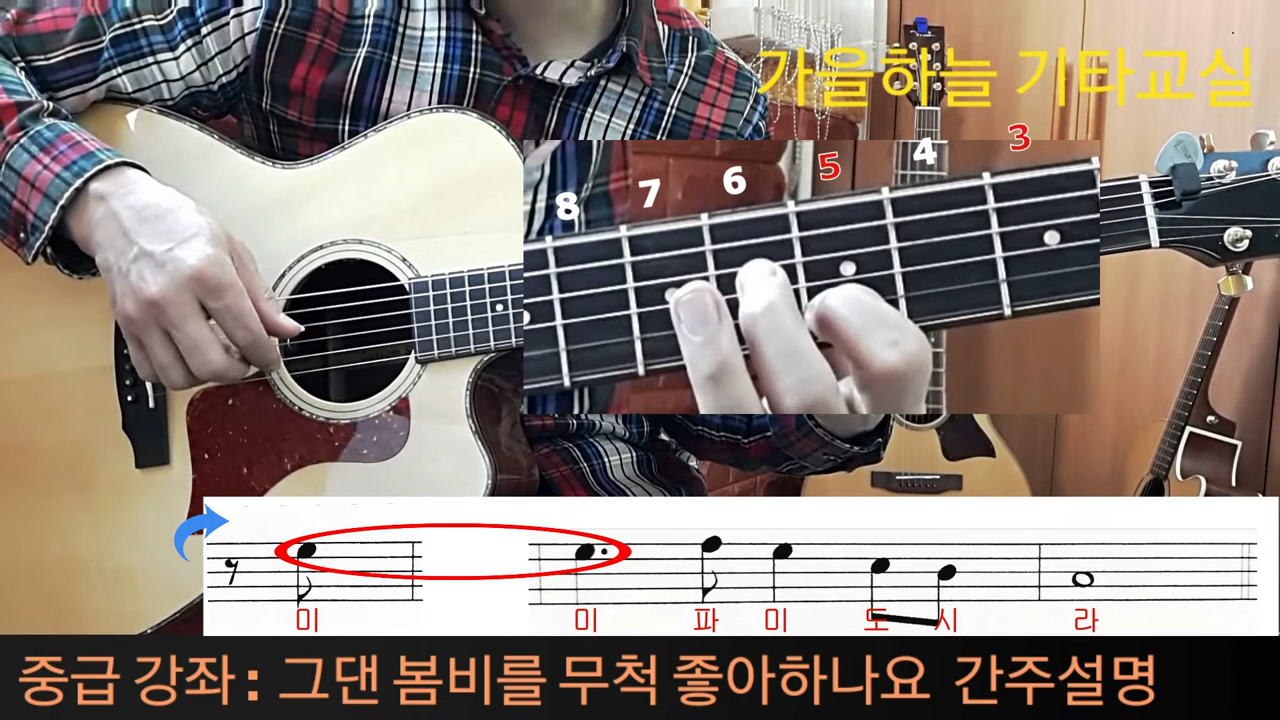 가을하늘 기타교실
8 7 6 5 4 3
미 미 파 미 도 시 라
중급 강좌 : 그댄 봄비를 무척 좋아하나요 간주설명